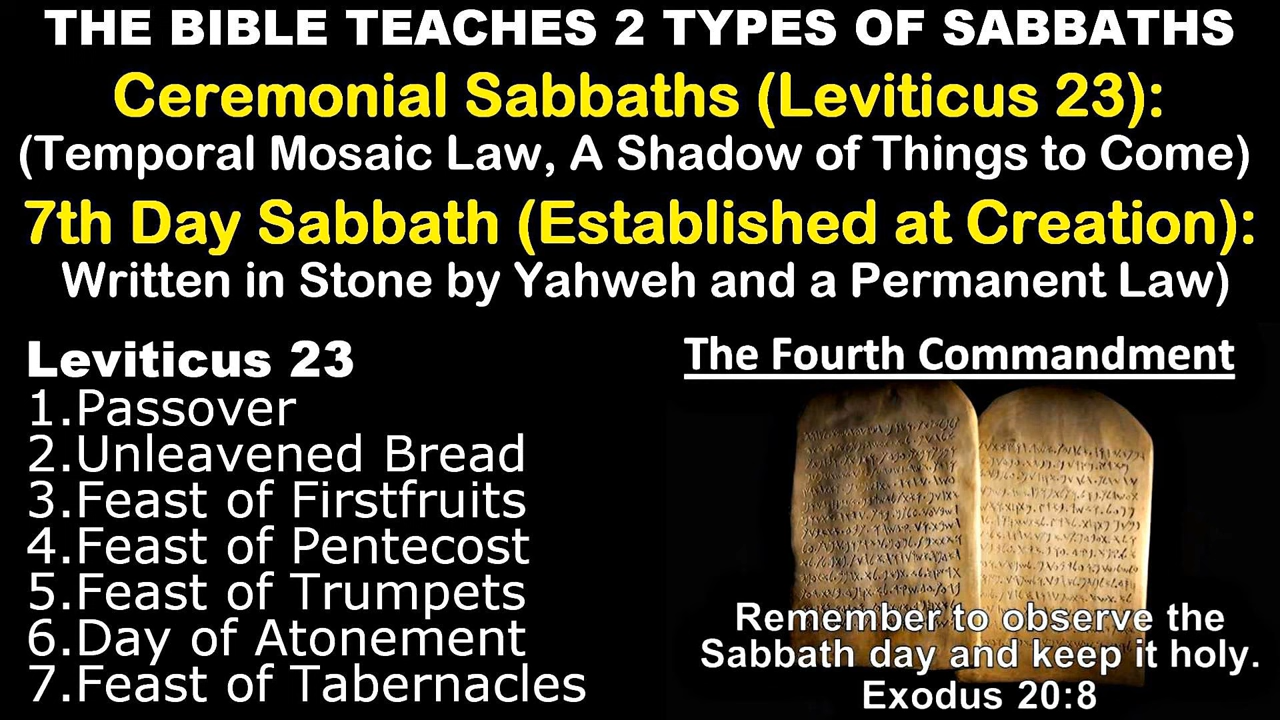 THE BIBLE TEACHES 2 TYPES OF SABBATHS
Ceremonial Sabbaths (Leviticus 23):
(Temporal Mosaic Law, A Shadow of Things to Come)
7th Day Sabbath (Established at Creation):
Written in Stone by Yahweh and a Permanent Law)
Leviticus 23
1.Passover
2.Unleavened Bread
3.Feast of Firstfruits
4.Feast of Pentecost
5.Feast of Trumpets
6.Day of Atonement
7.Feast of Tabernacles
The Fourth Commandment
Remember to observe the
Sabbath day and keep it holy.
Exodus 20:8